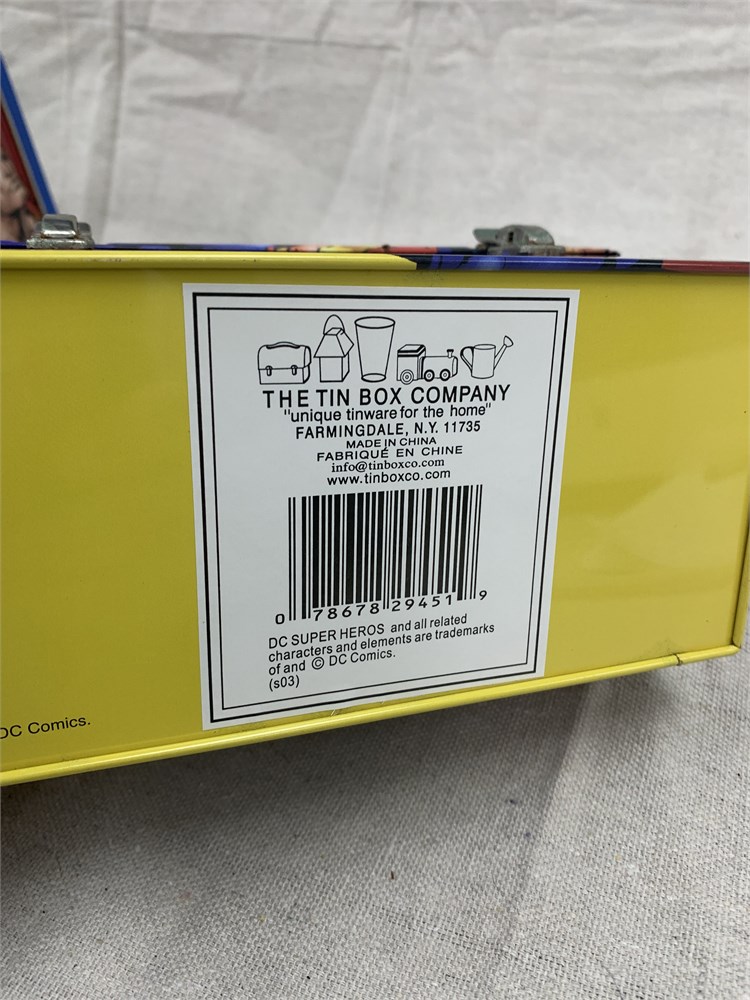 THE TIN BOX COMPANY
"unique tinware for the home"
FARMINGDALE, N.Y. 11735
MADE IN CHINA
FABRIQUÉ EN CHINE
info@tinboxco.com
www.tinboxco.com
0 78678 29451 9
DC SUPER HEROS and all related
characters and elements are trademarks
of and © DC Comics.
(s03)
DC Comics.